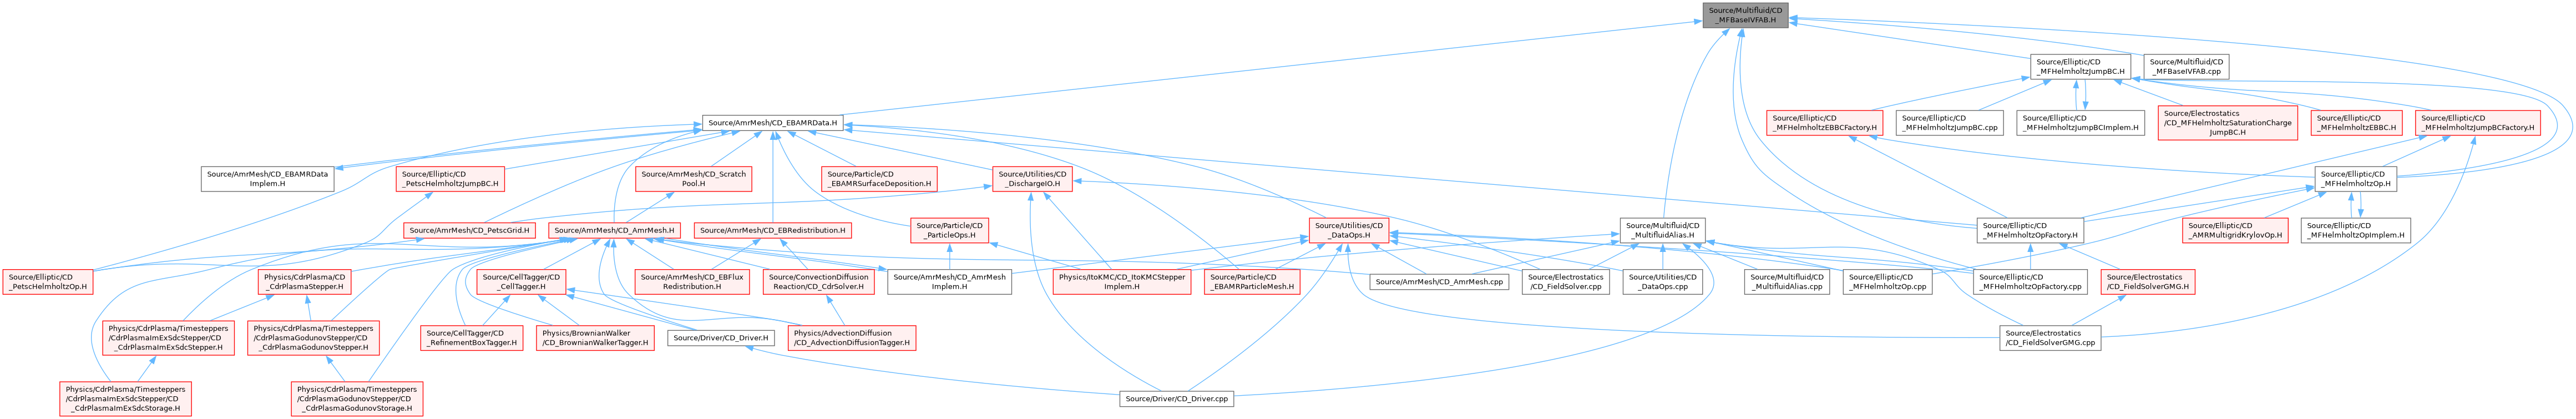 Source/Multifluid/CD
_MFBaseIVFAB.H
Source/Elliptic/CD
_MFHelmholtzJumpBC.H
Source/Multifluid/CD
_MFBaseIVFAB.cpp
Source/AmrMesh/CD_EBAMRData.H
Source/Elliptic/CD
_MFHelmholtzEBBCFactory.H
Source/Elliptic/CD
_MFHelmholtzJumpBC.cpp
Source/Elliptic/CD
_MFHelmholtzJumpBCImplem.H
Source/Electrostatics
/CD_MFHelmholtzSaturationCharge
JumpBC.H
Source/Elliptic/CD
_MFHelmholtzEBBC.H
Source/Elliptic/CD
_MFHelmholtzJumpBCFactory.H
Source/AmrMesh/CD_EBAMRData
Implem.H
Source/Elliptic/CD
_PetscHelmholtzJumpBC.H
Source/AmrMesh/CD_Scratch
Pool.H
Source/Particle/CD
_EBAMRSurfaceDeposition.H
Source/Utilities/CD
_DischargeIO.H
Source/Elliptic/CD
_MFHelmholtzOp.H
Source/AmrMesh/CD_PetscGrid.H
Source/AmrMesh/CD_AmrMesh.H
Source/AmrMesh/CD_EBRedistribution.H
Source/Particle/CD
_ParticleOps.H
Source/Utilities/CD
_DataOps.H
Source/Multifluid/CD
_MultifluidAlias.H
Source/Elliptic/CD
_MFHelmholtzOpFactory.H
Source/Elliptic/CD
_AMRMultigridKrylovOp.H
Source/Elliptic/CD
_MFHelmholtzOpImplem.H
Source/Elliptic/CD
_PetscHelmholtzOp.H
Physics/CdrPlasma/CD
_CdrPlasmaStepper.H
Source/CellTagger/CD
_CellTagger.H
Source/AmrMesh/CD_EBFlux
Redistribution.H
Source/ConvectionDiffusion
Reaction/CD_CdrSolver.H
Source/AmrMesh/CD_AmrMesh
Implem.H
Physics/ItoKMC/CD_ItoKMCStepper
Implem.H
Source/Particle/CD
_EBAMRParticleMesh.H
Source/AmrMesh/CD_AmrMesh.cpp
Source/Electrostatics
/CD_FieldSolver.cpp
Source/Utilities/CD
_DataOps.cpp
Source/Multifluid/CD
_MultifluidAlias.cpp
Source/Elliptic/CD
_MFHelmholtzOp.cpp
Source/Elliptic/CD
_MFHelmholtzOpFactory.cpp
Source/Electrostatics
/CD_FieldSolverGMG.H
Physics/CdrPlasma/Timesteppers
/CdrPlasmaImExSdcStepper/CD
_CdrPlasmaImExSdcStepper.H
Physics/CdrPlasma/Timesteppers
/CdrPlasmaGodunovStepper/CD
_CdrPlasmaGodunovStepper.H
Source/CellTagger/CD
_RefinementBoxTagger.H
Physics/BrownianWalker
/CD_BrownianWalkerTagger.H
Source/Driver/CD_Driver.H
Physics/AdvectionDiffusion
/CD_AdvectionDiffusionTagger.H
Source/Electrostatics
/CD_FieldSolverGMG.cpp
Physics/CdrPlasma/Timesteppers
/CdrPlasmaImExSdcStepper/CD
_CdrPlasmaImExSdcStorage.H
Physics/CdrPlasma/Timesteppers
/CdrPlasmaGodunovStepper/CD
_CdrPlasmaGodunovStorage.H
Source/Driver/CD_Driver.cpp